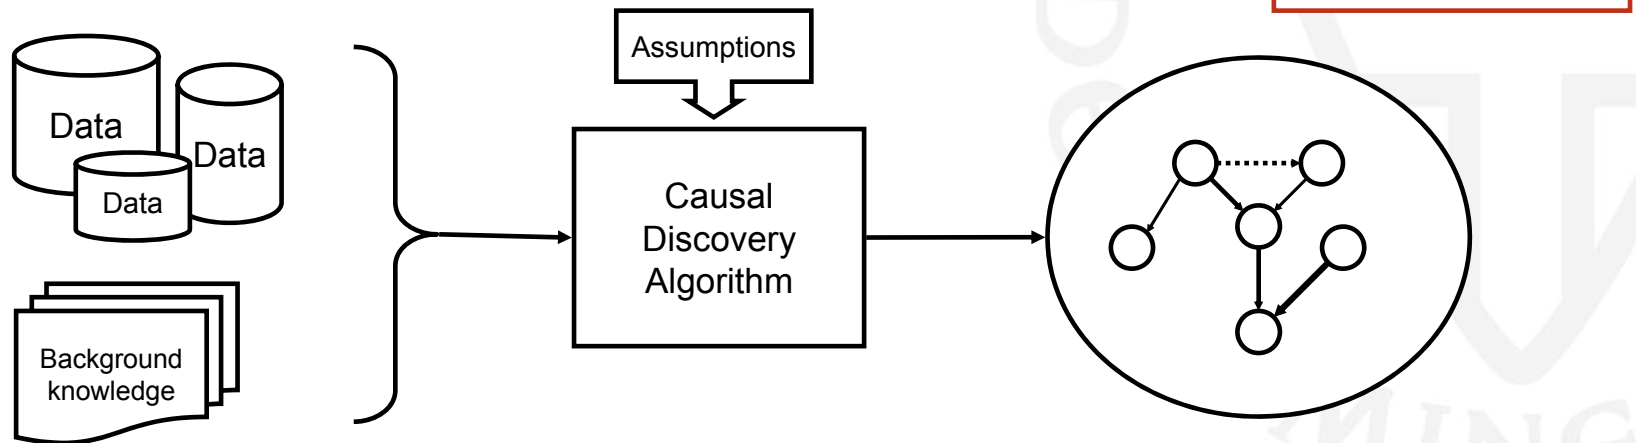 Assumptions
Data
Data
Data
Causal
Discovery
Algorithm
Background
knowledge